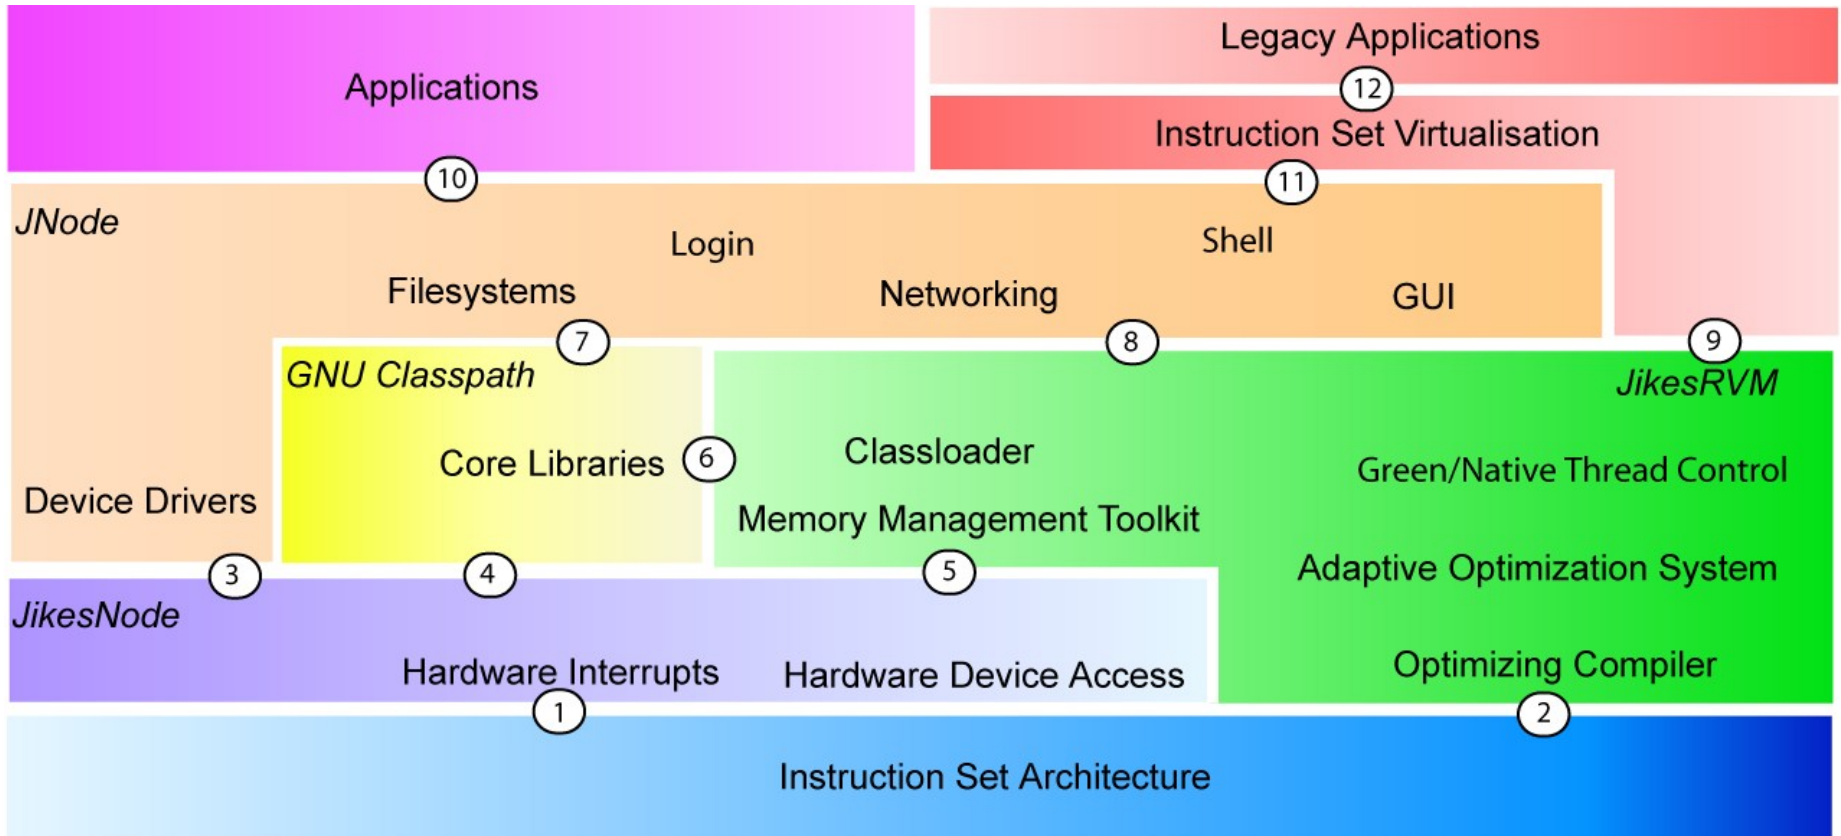 Applications
Legacy Applications
12
Instruction Set Virtualisation
10
11
JNode
Login
Shell
Filesystems
Networking
GUI
7
8
9
GNU Classpath
JikesRVM
Core Libraries
6
Classloader
Green/Native Thread Control
Device Drivers
Memory Management Toolkit
3
4
5
Adaptive Optimization System
JikesNode
Hardware Interrupts
Hardware Device Access
Optimizing Compiler
1
2
Instruction Set Architecture